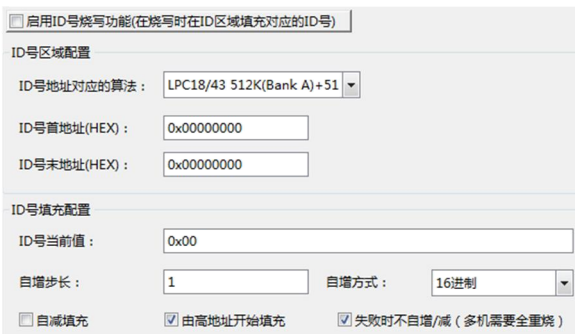 启用ID号烧写功能(在烧写时在ID区域填充对应的ID号)
ID号区域配置
ID号地址对应的算法： LPC18/43 512K(Bank A)+51
ID号首地址(HEX)： 0x00000000
ID号末地址(HEX)： 0x00000000
ID号填充配置
ID号当前值： 0x00
自增步长： 1 自增方式： 16进制
自减填充 由高地址开始填充 失败时不自增/减（多机需要全重烧）